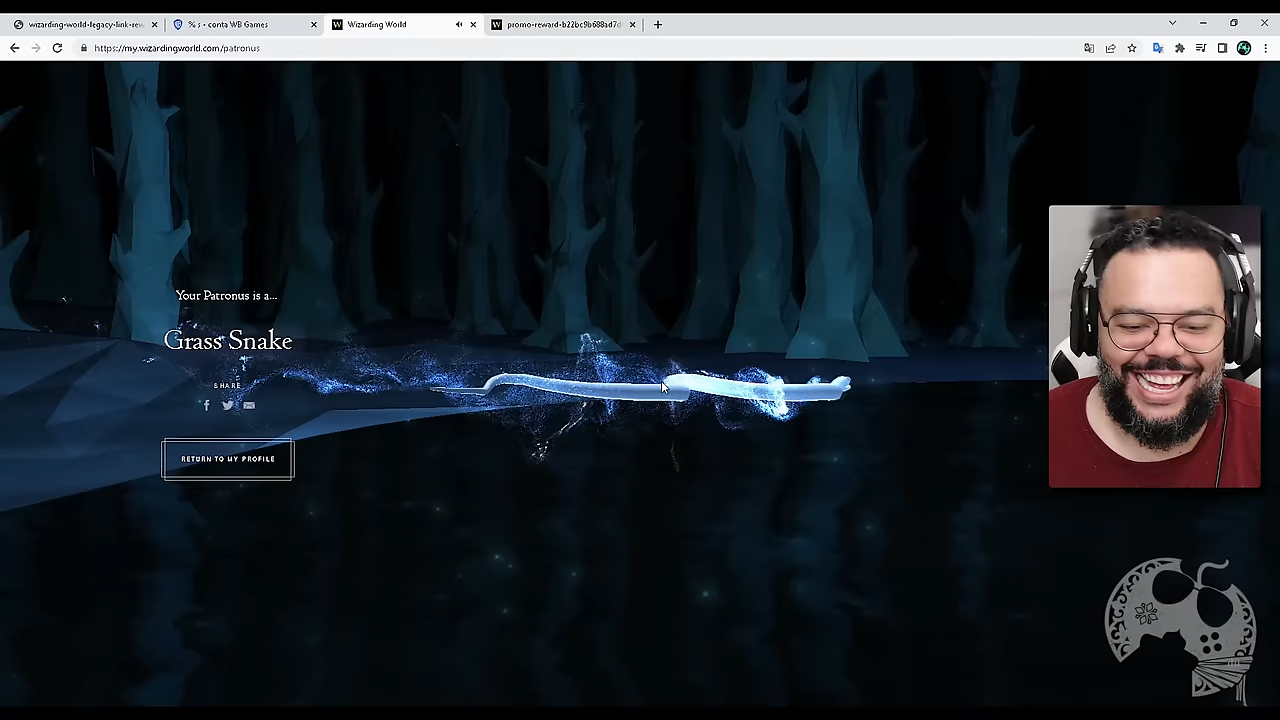 wizarding-world-legacy-link-rew
% s - conta WB Games
Wizarding World
promo-reward-b22bc9b688ad7d
https://my.wizardingworld.com/patronus
Your Patronus is a...
Grass Snake
SHARE
RETURN TO MY PROFILE